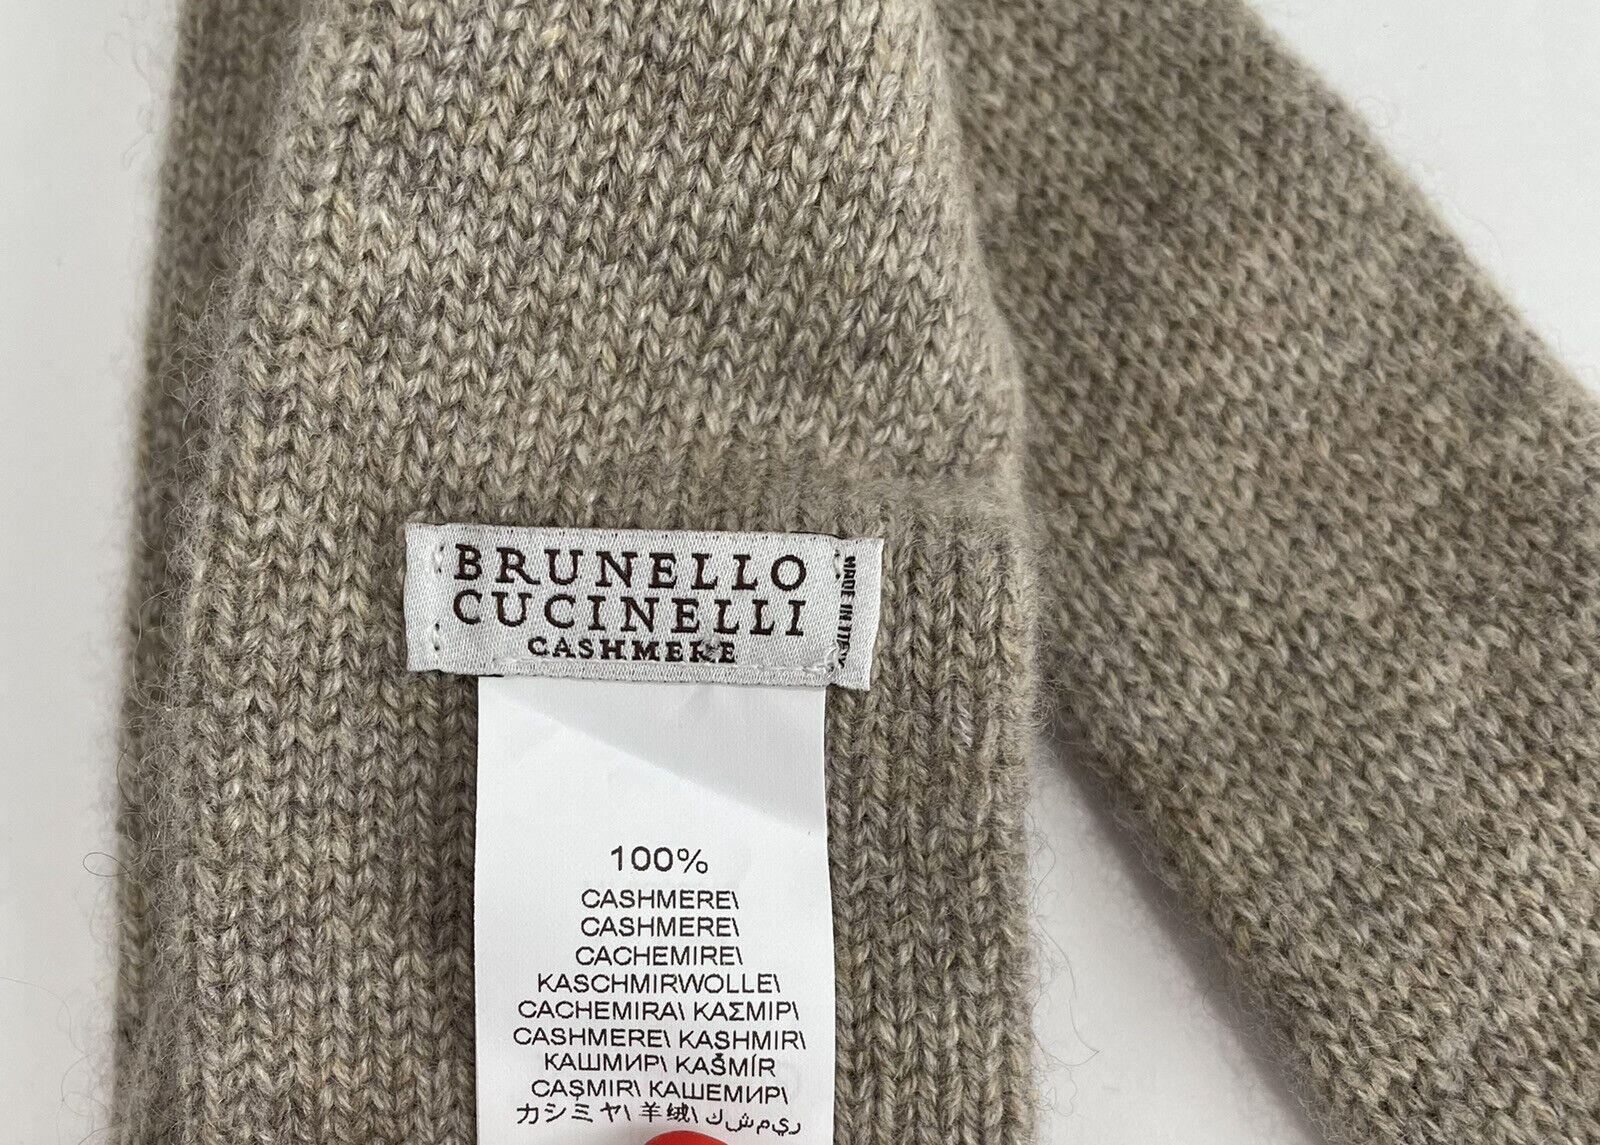 BRUNELLO
CUCINELLI
CASHMERE
MADE IN ITALY
100%
CASHMERE\
CASHMERE\
CACHEMIRE\
KASCHMIRWOLLE\
CACHEMIRA\ ΚΑΣΜΙΡ\
CASHMERE\ KASHMIR\
КАШМИР\ KAŠMÍR
CAŞMIR\ КАШЕМИР\
カシミヤ\ 羊绒\ ر ي م ش ك